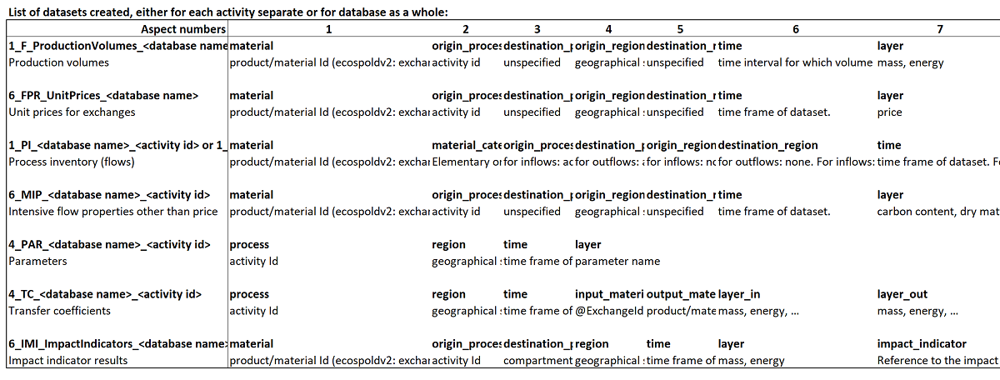 List of datasets created, either for each activity separate or for database as a whole:
Aspect numbers 1 2 3 4 5 6 7
1_F_ProductionVolumes_<database name material origin_proces destination_p origin_region destination_r time layer
Production volumes product/material Id (ecospoldv2: exchar activity id unspecified geographical s unspecified time interval for which volume mass, energy
6_FPR_UnitPrices_<database name> material origin_proces destination_p origin_region destination_r time layer
Unit prices for exchanges product/material Id (ecospoldv2: exchar activity id unspecified geographical s unspecified time frame of dataset. price
1_PI_<database name>_<activity id> or 1_ material material_cate origin_proces destination_p origin_region destination_region time
Process inventory (flows) product/material Id (ecospoldv2: exchar Elementary or for inflows: ac for outflows: a for inflows: nc for outflows: none. For inflows: time frame of dataset. Fo
6_MIP_<database name>_<activity id> material origin_proces destination_p origin_region destination_r time layer
Intensive flow properties other than price product/material Id (ecospoldv2: exchar activity id unspecified geographical s unspecified time frame of dataset. carbon content, dry mat
4_PAR_<database name>_<activity id> process region time layer
Parameters activity Id geographical s time frame of parameter name
4_TC_<database name>_<activity id> process region time input_materi output_mate layer_in layer_out
Transfer coefficients activity Id geographical s time frame of @ExchangeId product/mate mass, energy, … mass, energy, …
6_IMI_ImpactIndicators_<database name> material origin_proces destination_p region time layer impact_indicator
Impact indicator results product/material Id (ecospoldv2: exchar activity Id compartment geographical s time frame of mass, energy Reference to the impact